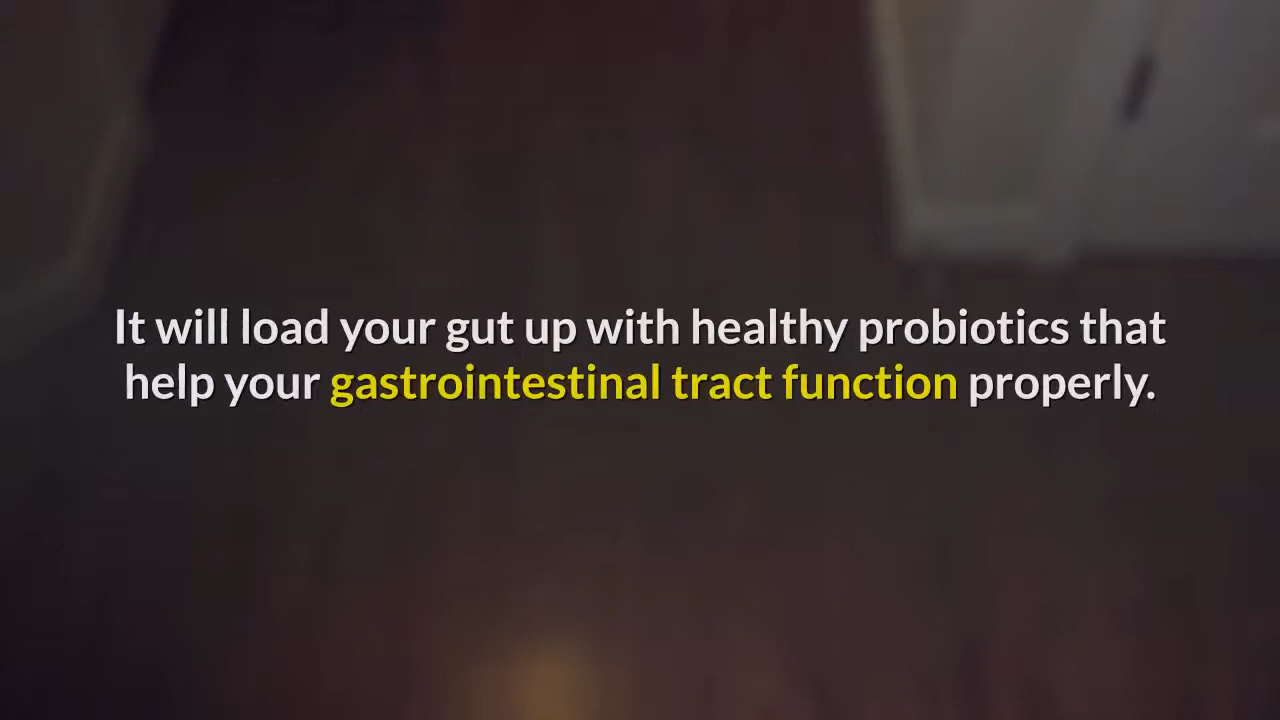 It will load your gut up with healthy probiotics that
help your gastrointestinal tract function properly.